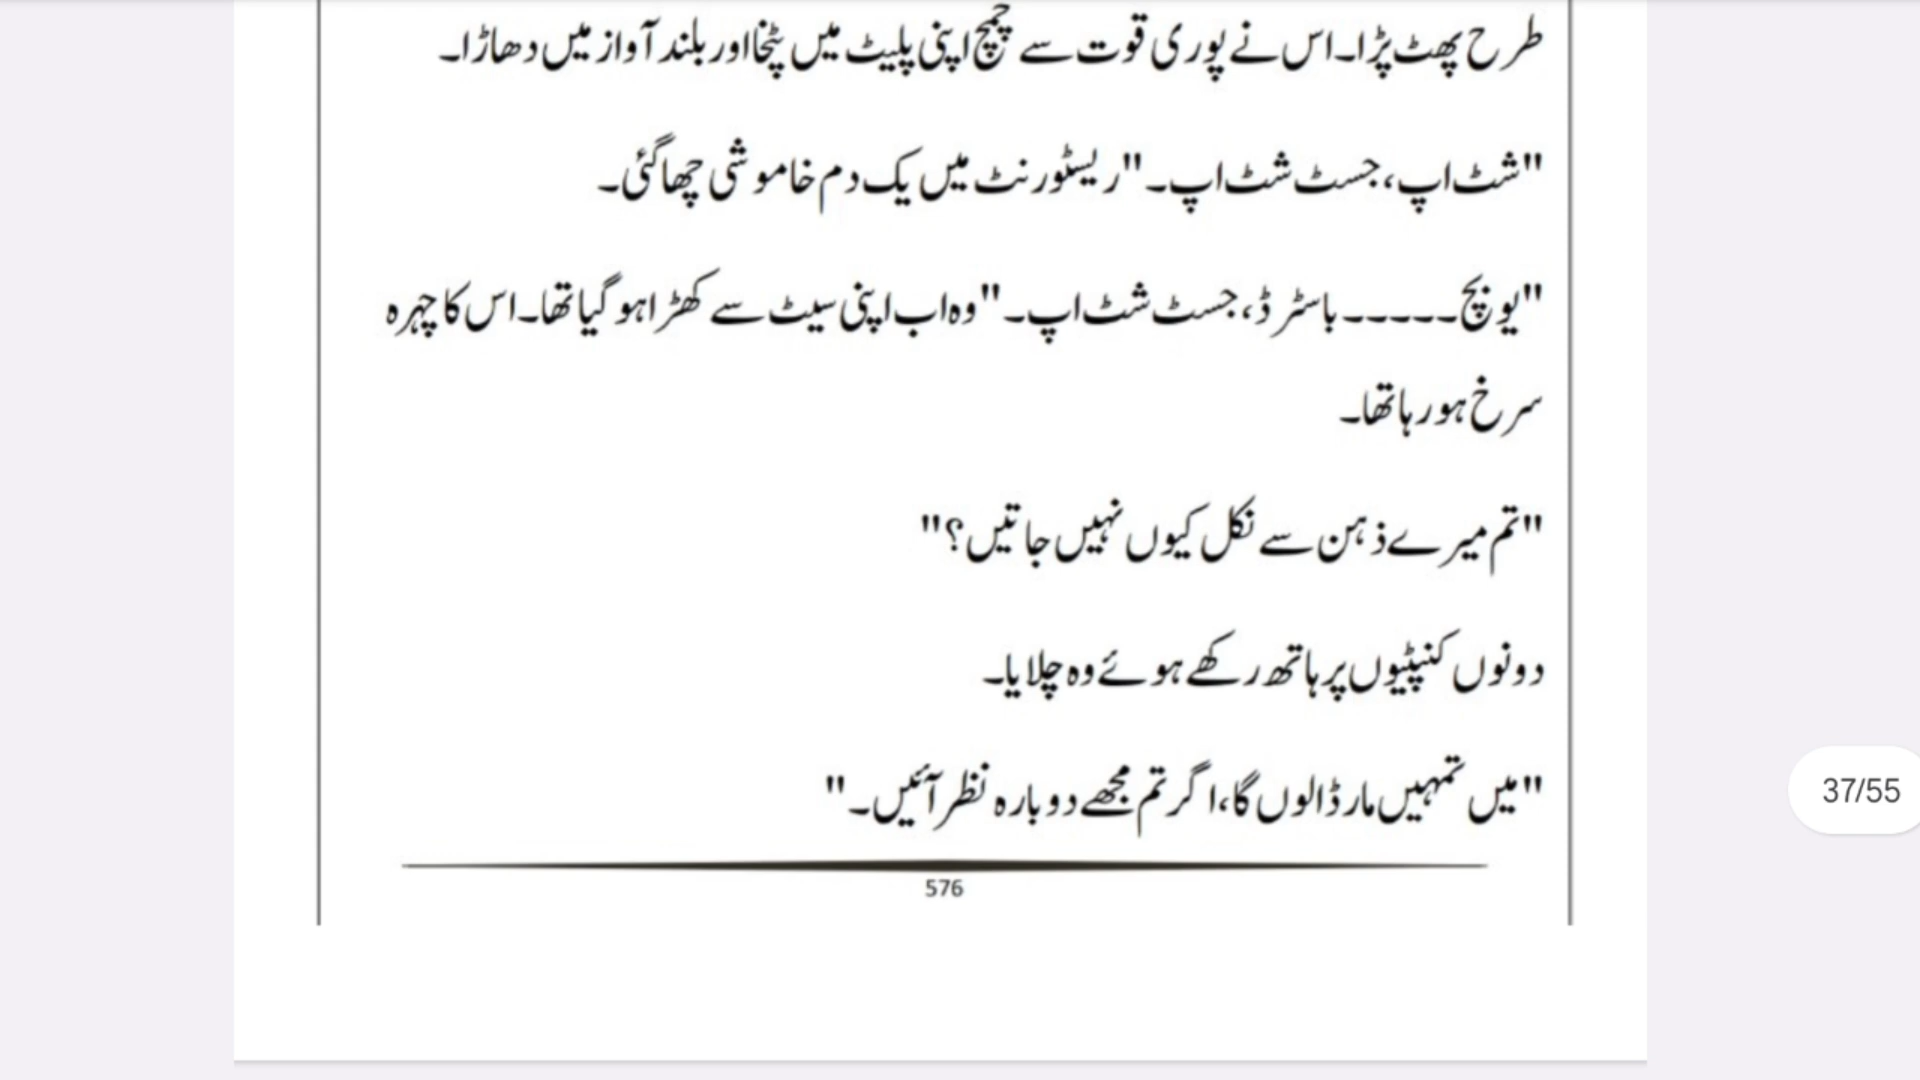 طرح پھٹ پڑا۔ اس نے پوری قوت سے چمچ اپنی پلیٹ میں پٹخا اور بلند آواز میں دھاڑا۔
"شٹ اپ، جسٹ شٹ اپ۔" ریسٹورنٹ میں یک دم خاموشی چھا گئی۔
"یو بچ ۔۔۔۔۔ باسٹرڈ، جسٹ شٹ اپ۔" وہ اب اپنی سیٹ سے کھڑا ہو گیا تھا۔ اس کا چہرہ
سرخ ہو رہا تھا۔
"تم میرے ذہن سے نکل کیوں نہیں جاتیں؟"
دونوں کنپٹیوں پر ہاتھ رکھے ہوئے وہ چلایا۔
"میں تمہیں مار ڈالوں گا، اگر تم مجھے دوبارہ نظر آئیں۔"
37/55
576